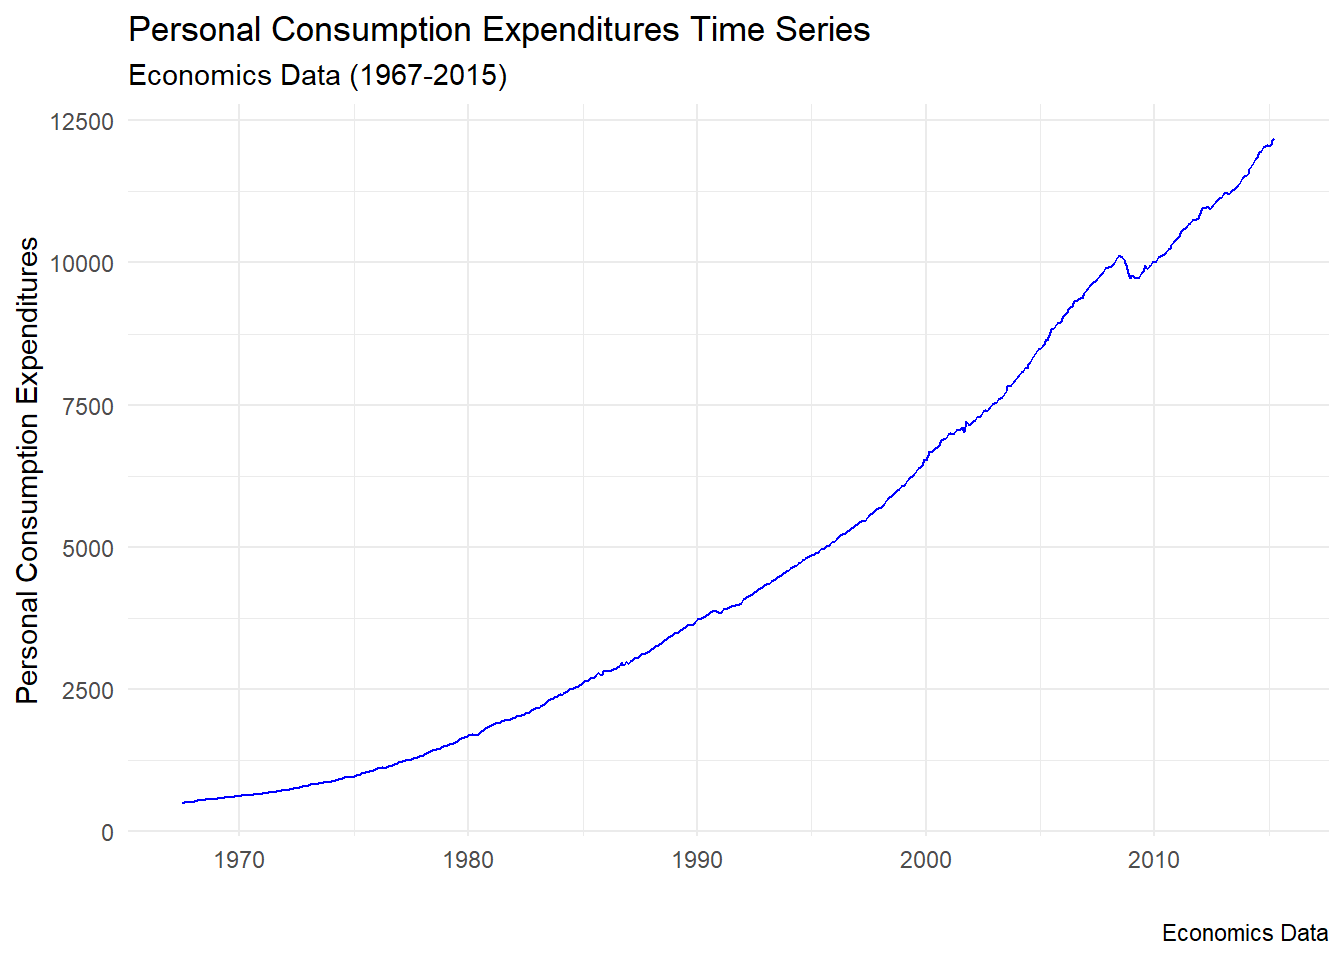 Personal Consumption Expenditures Time Series
Economics Data (1967-2015)
Personal Consumption Expenditures
12500
10000
7500
5000
2500
0
1970 1980 1990 2000 2010
Economics Data